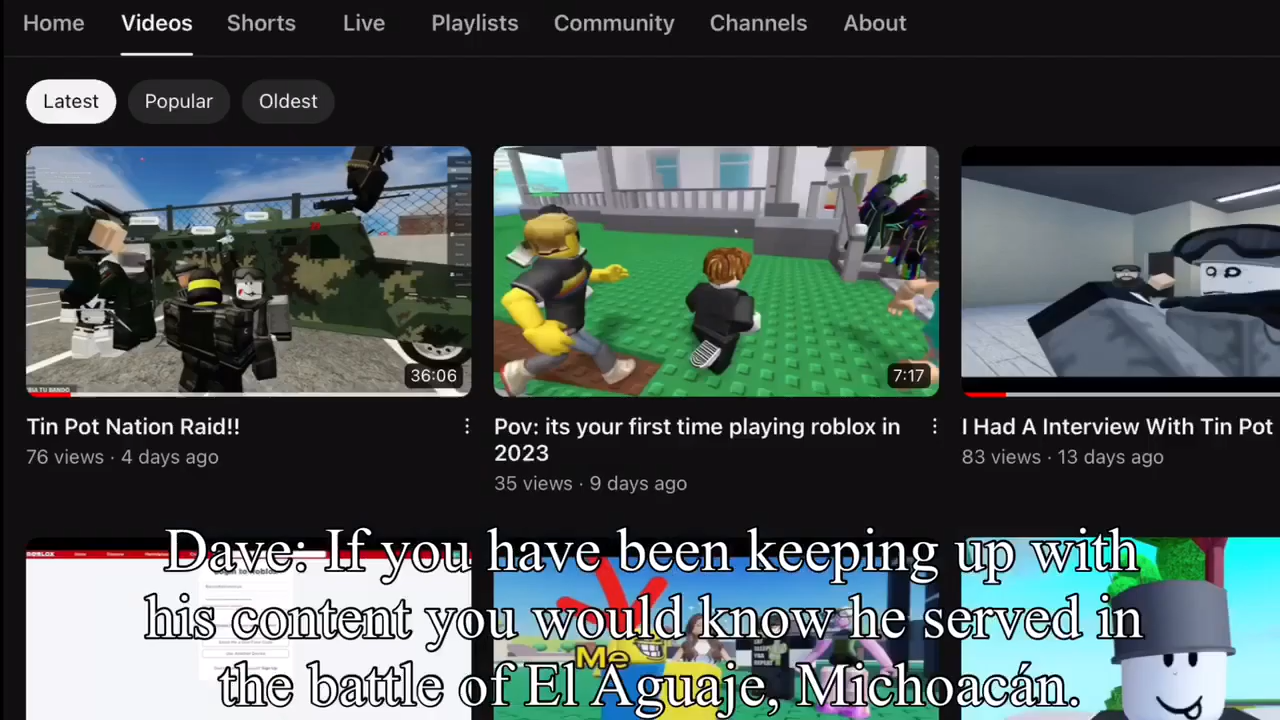 Home Videos Shorts Live Playlists Community Channels About
Latest Popular Oldest
36:06
7:17
Tin Pot Nation Raid!!
76 views · 4 days ago
Pov: its your first time playing roblox in
2023
35 views · 9 days ago
I Had A Interview With Tin Pot
83 views · 13 days ago
Dave: If you have been keeping up with
his content you would know he served in
the battle of El Aguaje, Michoacán.
Me